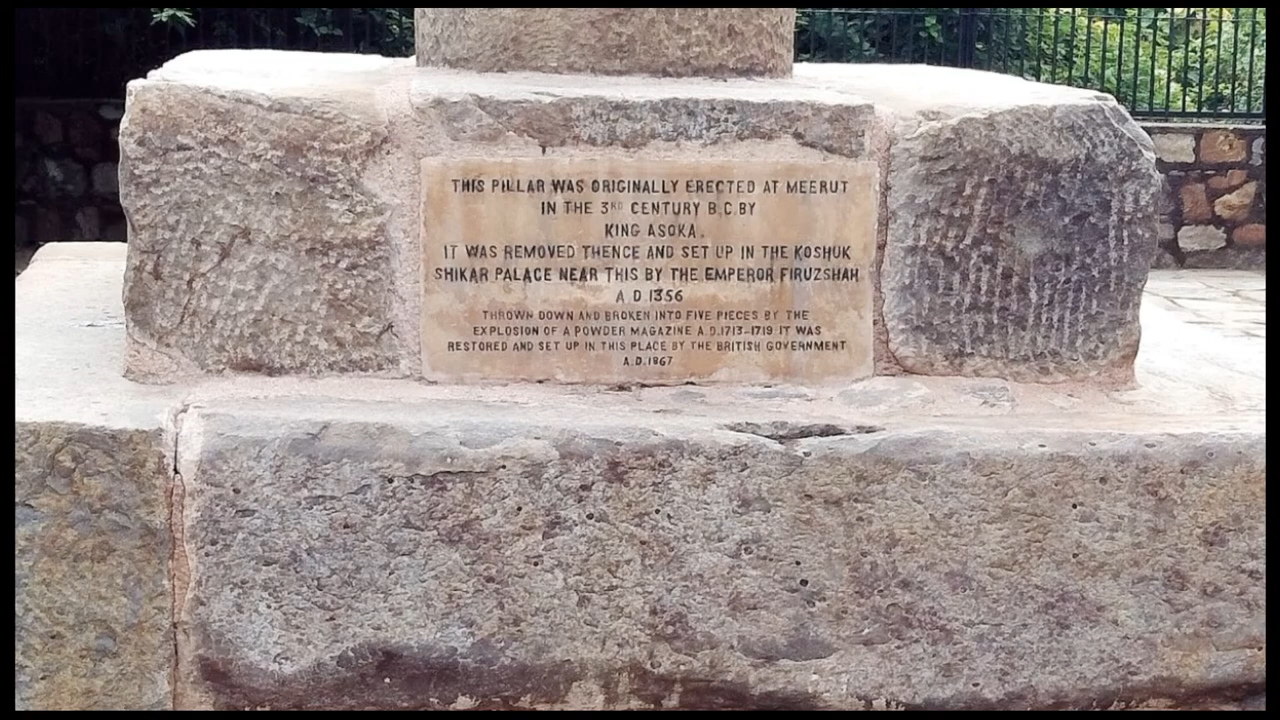 THIS PILLAR WAS ORIGINALLY ERECTED AT MEERUT
IN THE 3RD CENTURY B.C. BY
KING ASOKA.
IT WAS REMOVED THENCE AND SET UP IN THE KOSHUK
SHIKAR PALACE NEAR THIS BY THE EMPEROR FIRUZSHAH
A.D. 1356
THROWN DOWN AND BROKEN INTO FIVE PIECES BY THE
EXPLOSION OF A POWDER MAGAZINE A.D. 1713-1719 IT WAS
RESTORED AND SET UP IN THIS PLACE BY THE BRITISH GOVERNMENT
A.D. 1867